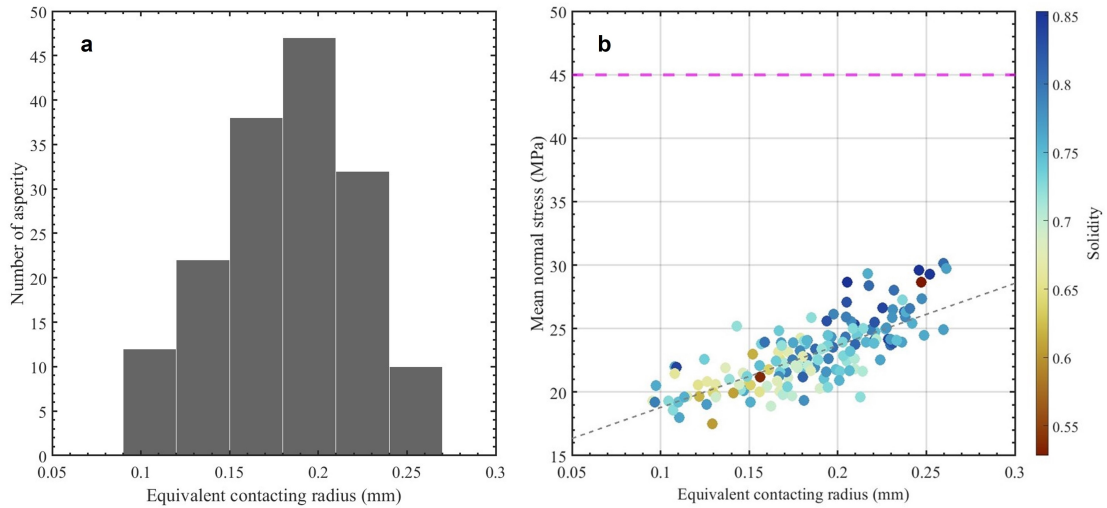 a
50
45
40
35
30
25
20
15
10
5
0
0.05 0.1 0.15 0.2 0.25 0.3
Number of asperity
Equivalent contacting radius (mm)
b
50
45
40
35
30
25
20
15
0.05 0.1 0.15 0.2 0.25 0.3
Mean normal stress (MPa)
Equivalent contacting radius (mm)
0.85
0.8
0.75
0.7
0.65
0.6
0.55
Solidity